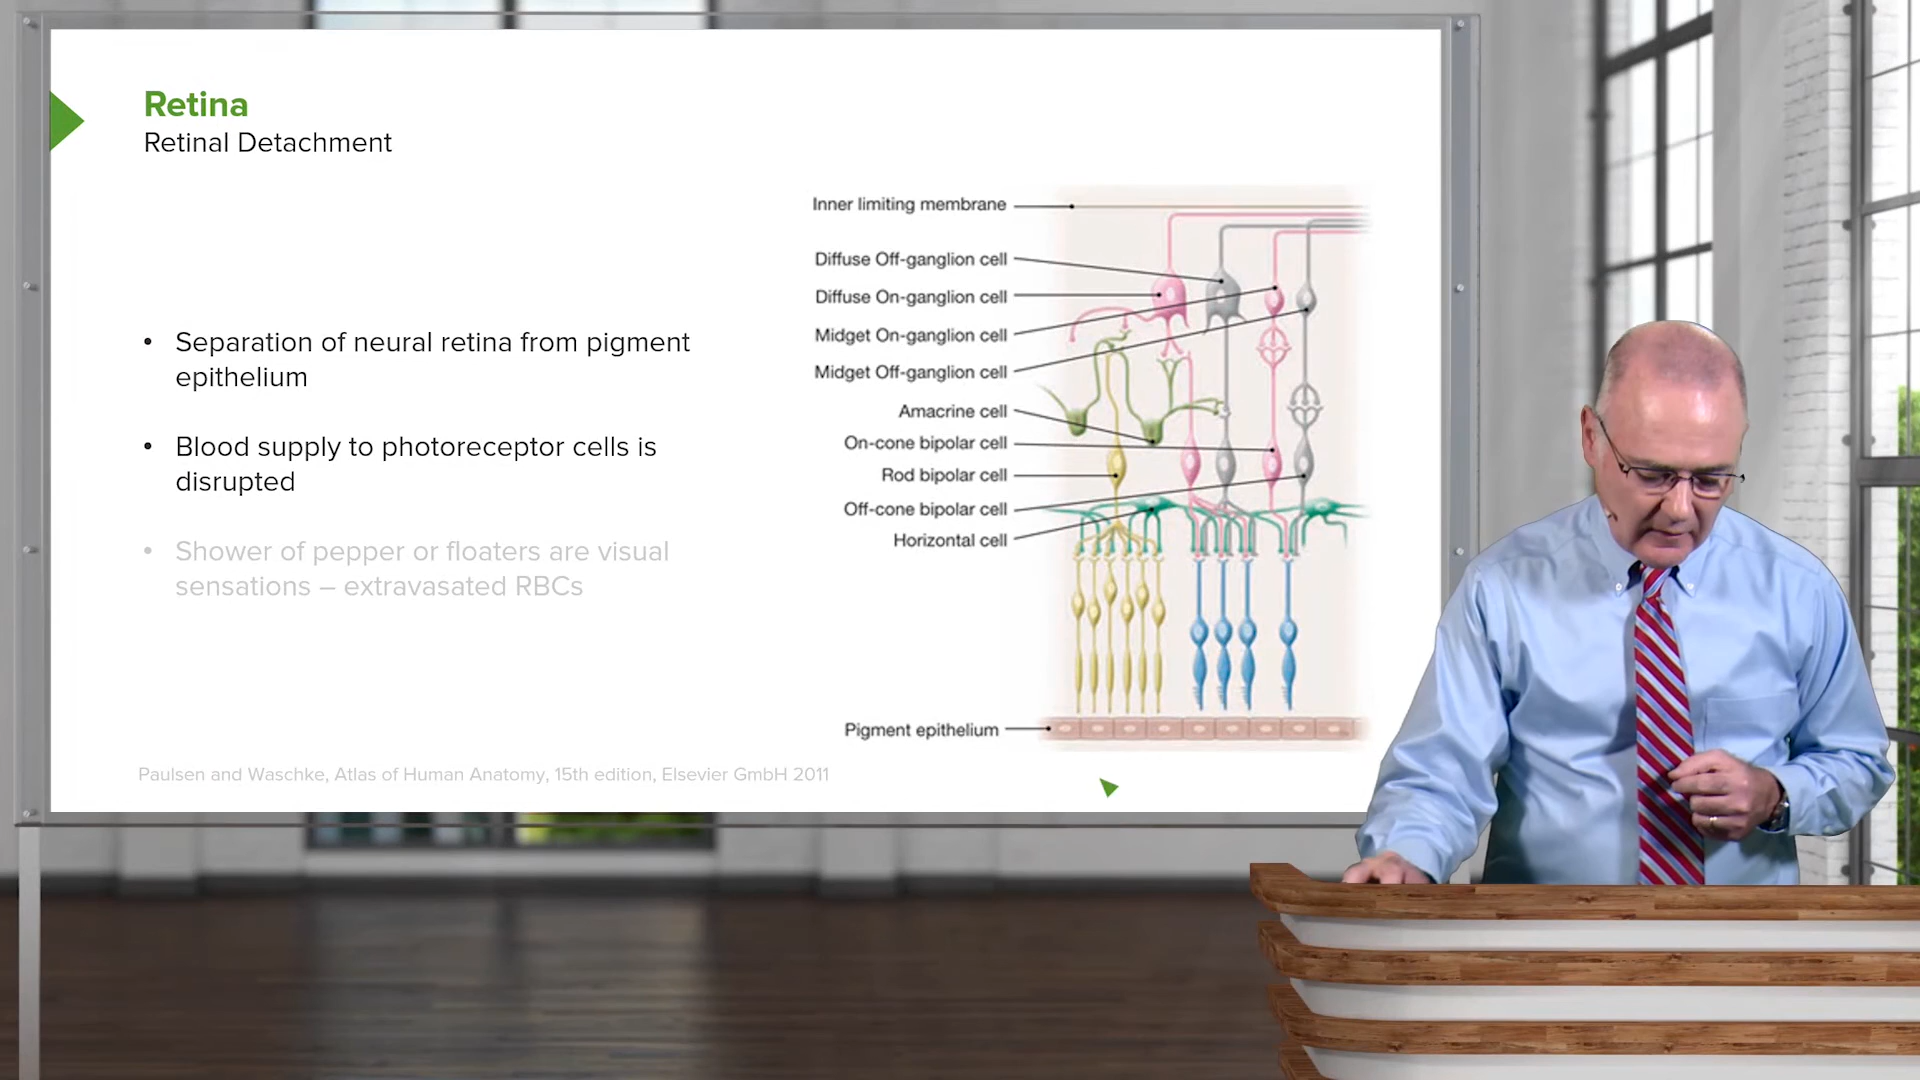 Retina
Retinal Detachment
• Separation of neural retina from pigment
epithelium
• Blood supply to photoreceptor cells is
disrupted
• Shower of pepper or floaters are visual
sensations – extravasated RBCs
Inner limiting membrane
Diffuse Off-ganglion cell
Diffuse On-ganglion cell
Midget On-ganglion cell
Midget Off-ganglion cell
Amacrine cell
On-cone bipolar cell
Rod bipolar cell
Off-cone bipolar cell
Horizontal cell
Pigment epithelium
Paulsen and Waschke, Atlas of Human Anatomy, 15th edition, Elsevier GmbH 2011